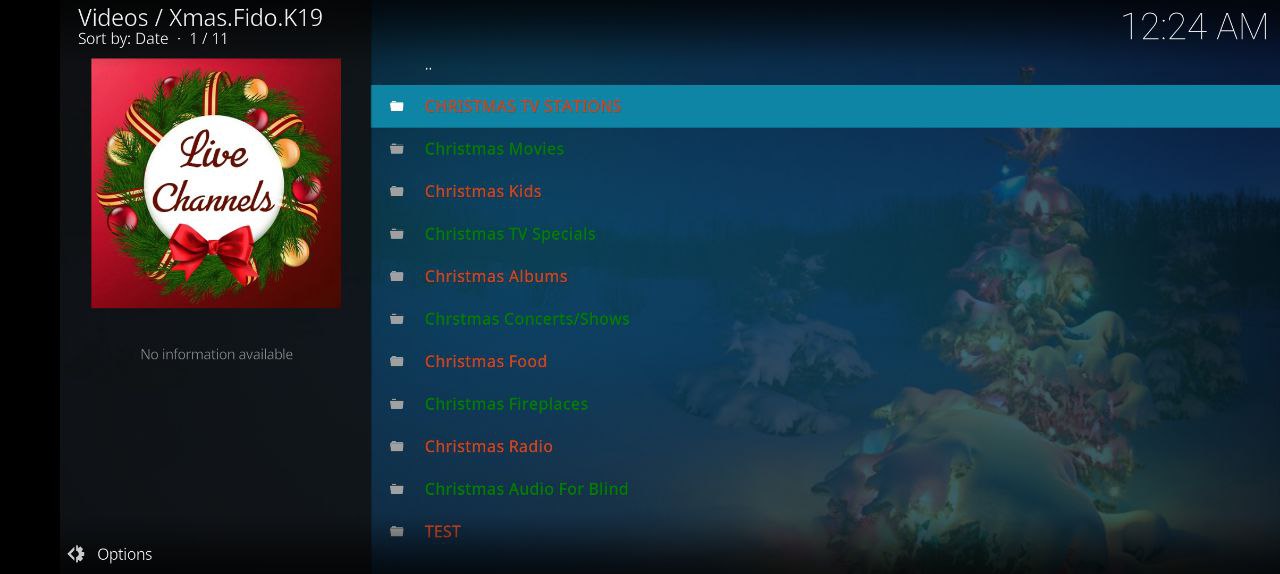 Videos / Xmas.Fido.K19
Sort by: Date · 1 / 11
12:24 AM
Live
Channels
No information available
..
CHRISTMAS TV STATIONS
Christmas Movies
Christmas Kids
Christmas TV Specials
Christmas Albums
Chrstmas Concerts/Shows
Christmas Food
Christmas Fireplaces
Christmas Radio
Christmas Audio For Blind
TEST
Options